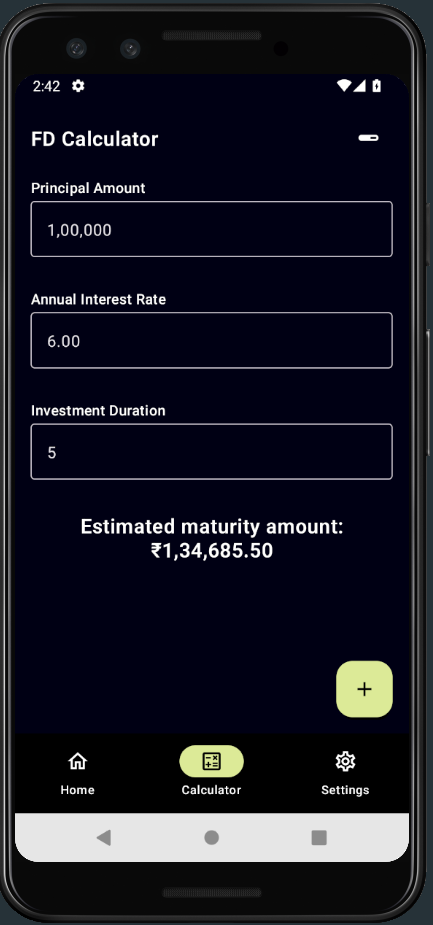 2:42
FD Calculator
Principal Amount
1,00,000
Annual Interest Rate
6.00
Investment Duration
5
Estimated maturity amount:
₹1,34,685.50
Home
Calculator
Settings